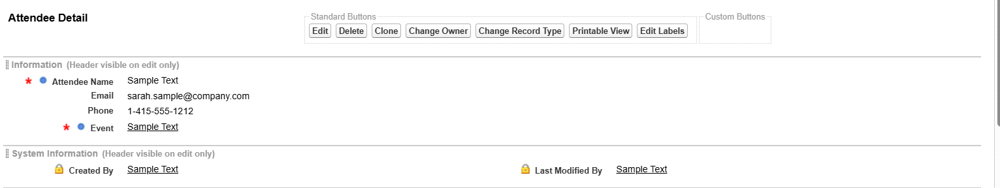 Attendee Detail
Standard Buttons
Custom Buttons
Edit Delete Clone Change Owner Change Record Type Printable View Edit Labels
Information (Header visible on edit only)
* Attendee Name Sample Text
Email sarah.sample@company.com
Phone 1-415-555-1212
* Event Sample Text
System Information (Header visible on edit only)
Created By Sample Text Last Modified By Sample Text